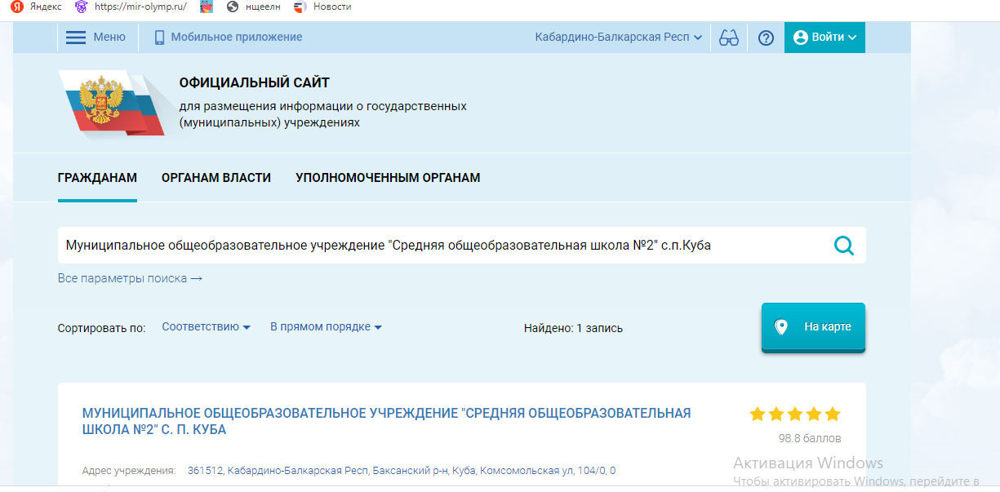 Яндекс https://mir-olymp.ru/ нщеелн Новости
Меню Мобильное приложение Кабардино-Балкарская Респ Войти
ОФИЦИАЛЬНЫЙ САЙТ
для размещения информации о государственных
(муниципальных) учреждениях
ГРАЖДАНАМ ОРГАНАМ ВЛАСТИ УПОЛНОМОЧЕННЫМ ОРГАНАМ
Муниципальное общеобразовательное учреждение "Средняя общеобразовательная школа №2" с.п.Куба
Все параметры поиска →
Сортировать по: Соответствию В прямом порядке Найдено: 1 запись На карте
МУНИЦИПАЛЬНОЕ ОБЩЕОБРАЗОВАТЕЛЬНОЕ УЧРЕЖДЕНИЕ "СРЕДНЯЯ ОБЩЕОБРАЗОВАТЕЛЬНАЯ
ШКОЛА №2" С. П. КУБА
98.8 баллов
Адрес учреждения: 361512, Кабардино-Балкарская Респ, Баксанский р-н, Куба, Комсомольская ул, 104/0, 0
Активация Windows
Чтобы активировать Windows, перейдите в